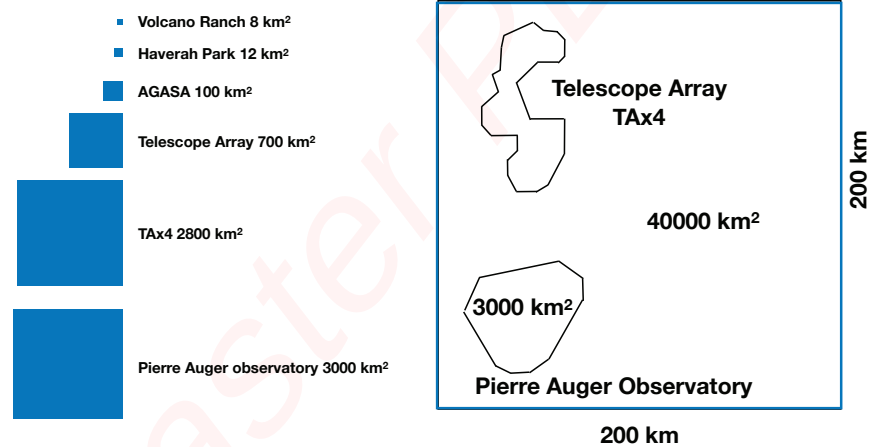 Volcano Ranch 8 km²
Haverah Park 12 km²
AGASA 100 km²
Telescope Array 700 km²
TAx4 2800 km²
Pierre Auger observatory 3000 km²
Telescope Array
TAx4
40000 km²
3000 km²
Pierre Auger Observatory
200 km
200 km